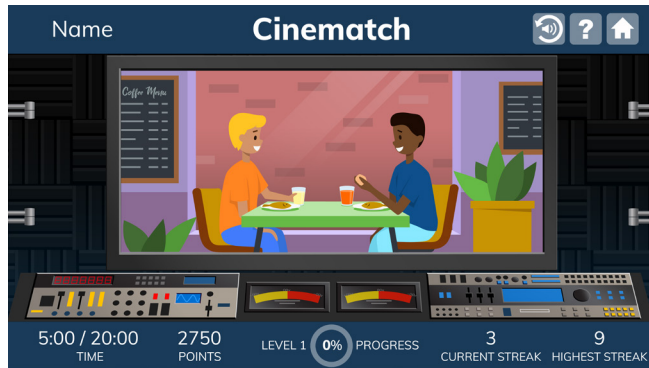 Name
Cinematch
?
Coffee Menu
5:00 / 20:00
TIME
2750
POINTS
LEVEL 1
0%
PROGRESS
3
CURRENT STREAK
9
HIGHEST STREAK